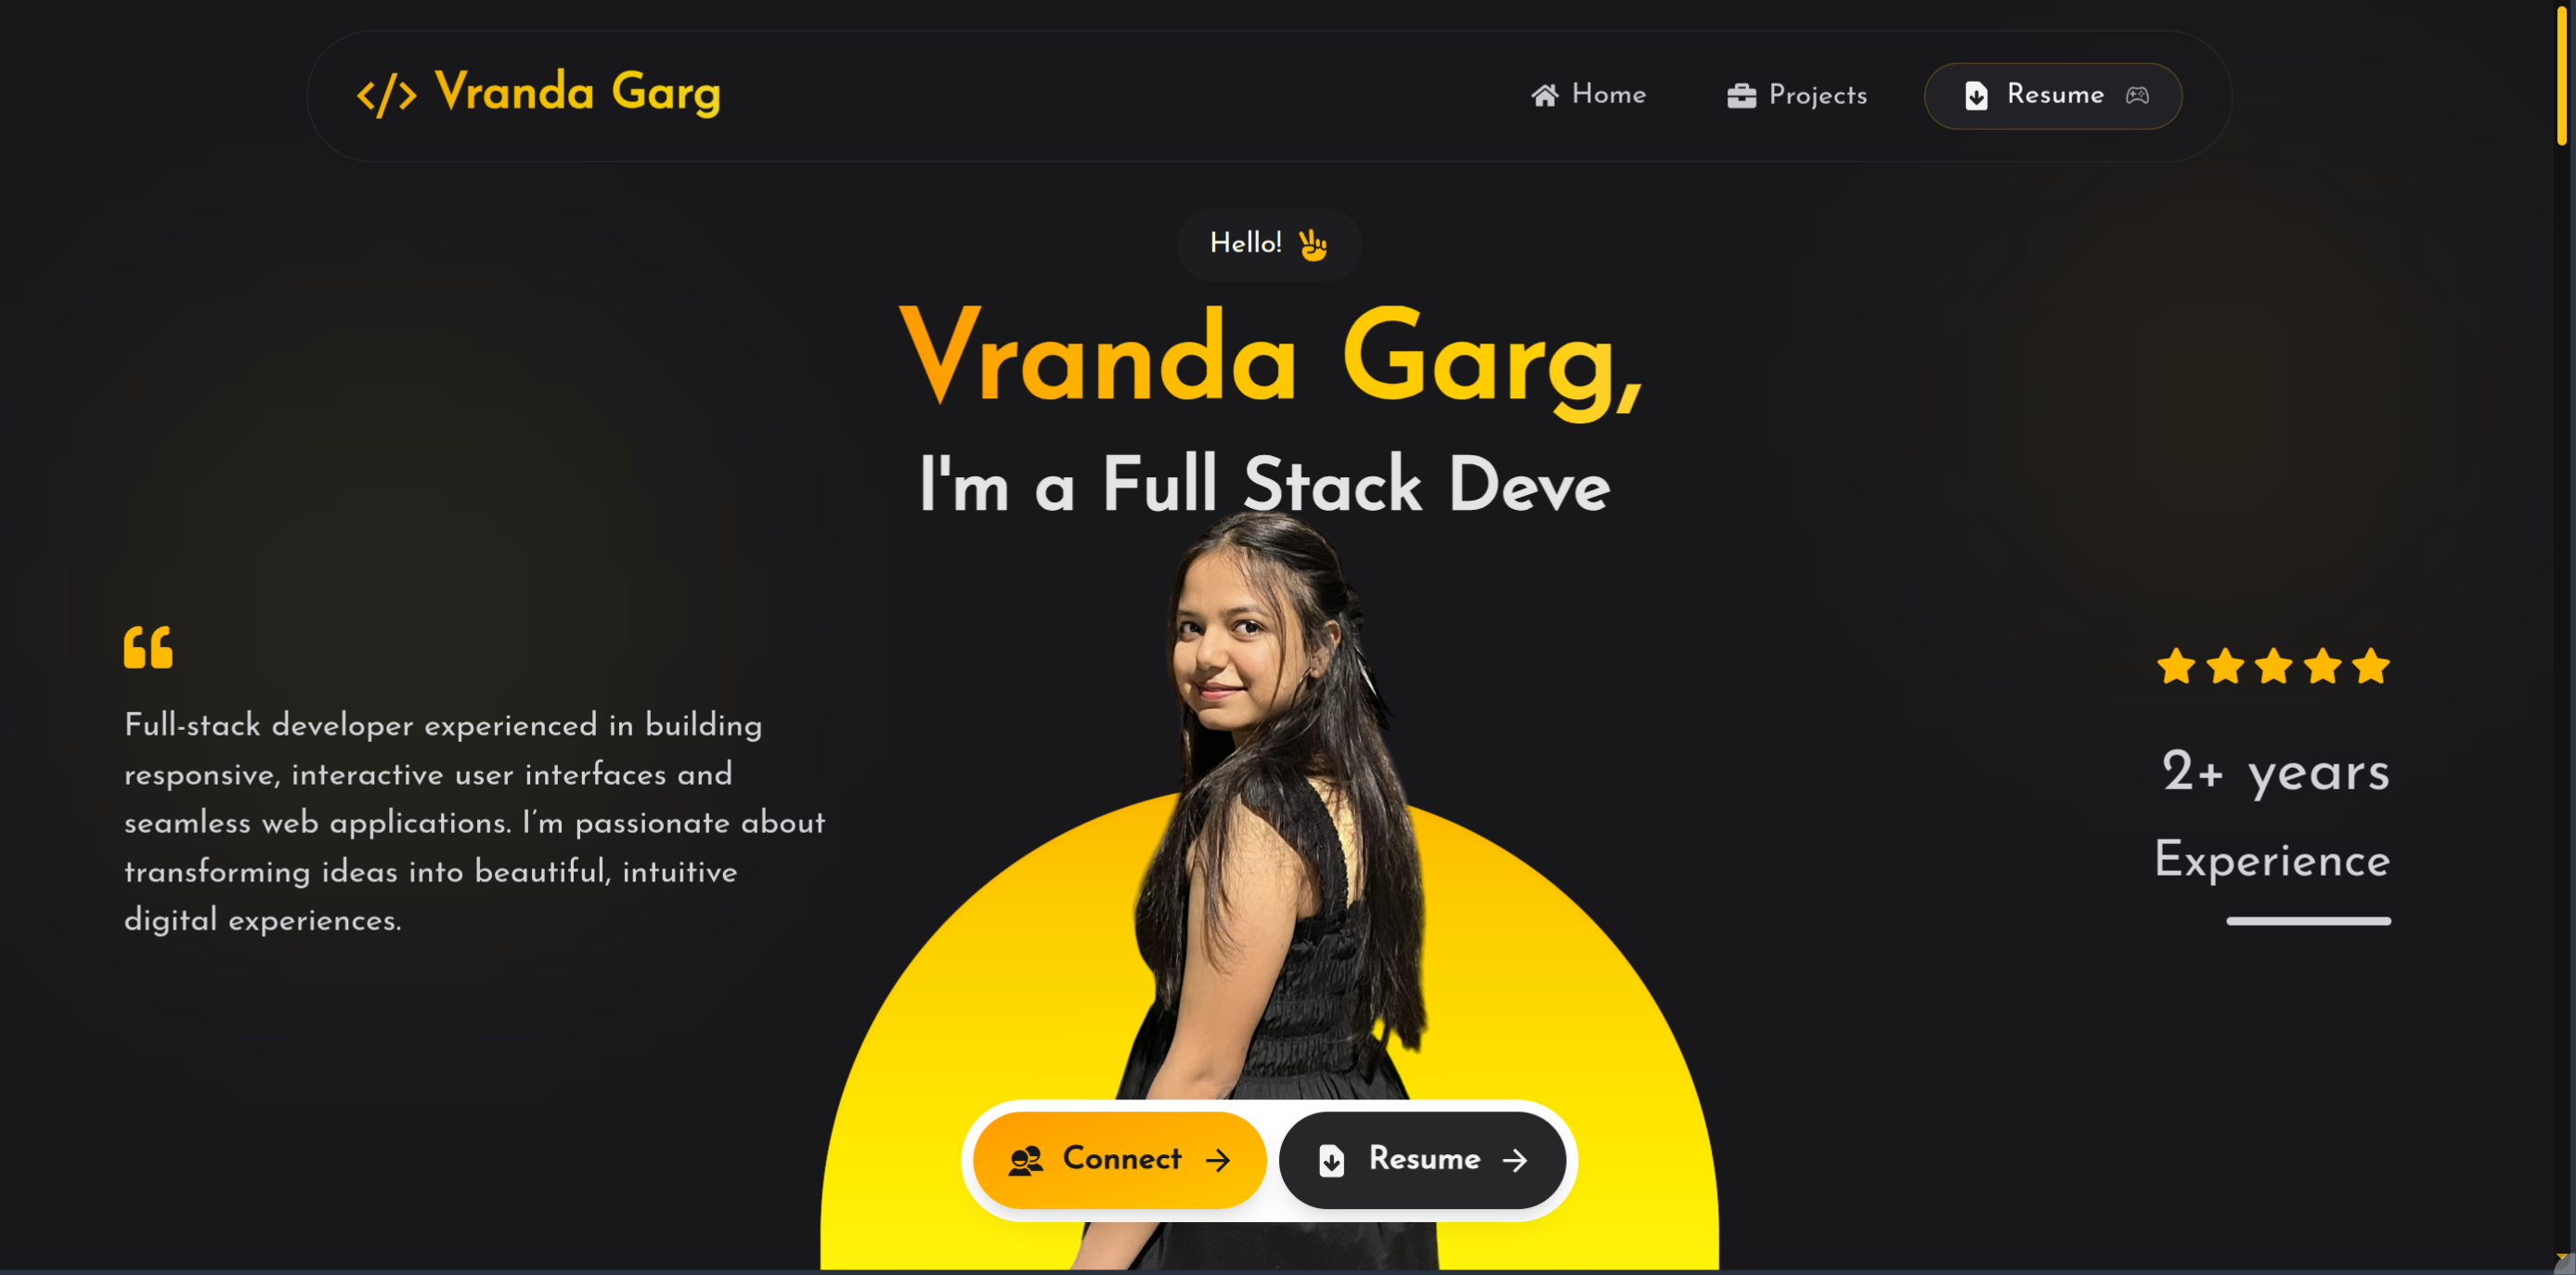 </> Vranda Garg
Home
Projects
Resume
Hello!
Vranda Garg,
I'm a Full Stack Deve
Full-stack developer experienced in building
responsive, interactive user interfaces and
seamless web applications. I'm passionate about
transforming ideas into beautiful, intuitive
digital experiences.
2+ years
Experience
Connect →
Resume →